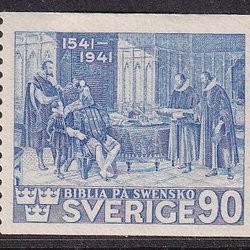 1541-
-1941
BIBLIA PÅ SWENSKO
SVERIGE 90